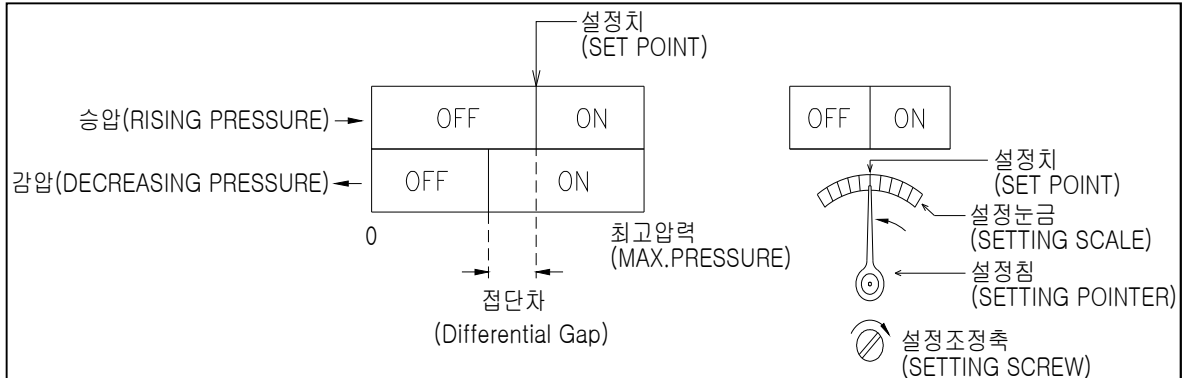 설정치
(SET POINT)
승압(RISING PRESSURE)
OFF
ON
감압(DECREASING PRESSURE)
OFF
ON
0
최고압력
(MAX.PRESSURE)
접단차
(Differential Gap)
OFF
ON
설정치
(SET POINT)
설정눈금
(SETTING SCALE)
설정침
(SETTING POINTER)
설정조정축
(SETTING SCREW)